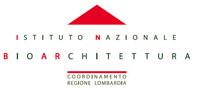 ISTITUTO NAZIONALE
BIOARCHITETTURA
COORDINAMENTO
REGIONE LOMBARDIA